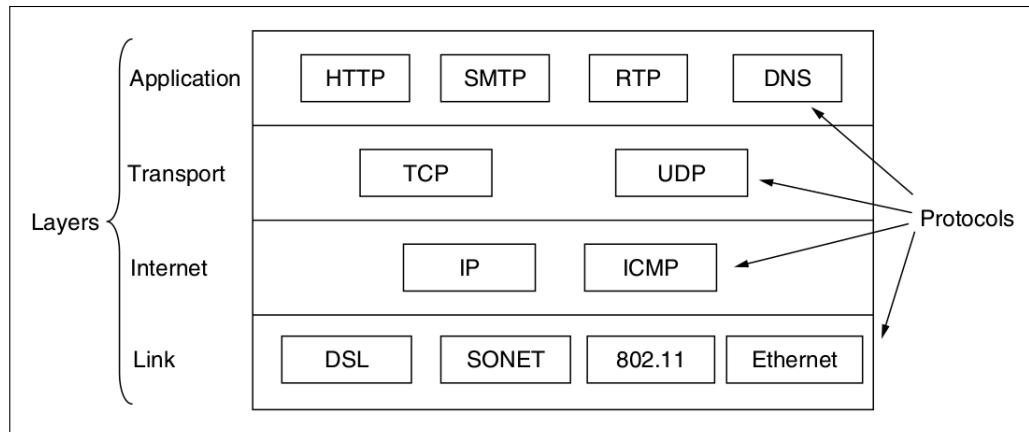 Application
HTTP
SMTP
RTP
DNS
Transport
TCP
UDP
Layers
Protocols
Internet
IP
ICMP
Link
DSL
SONET
802.11
Ethernet